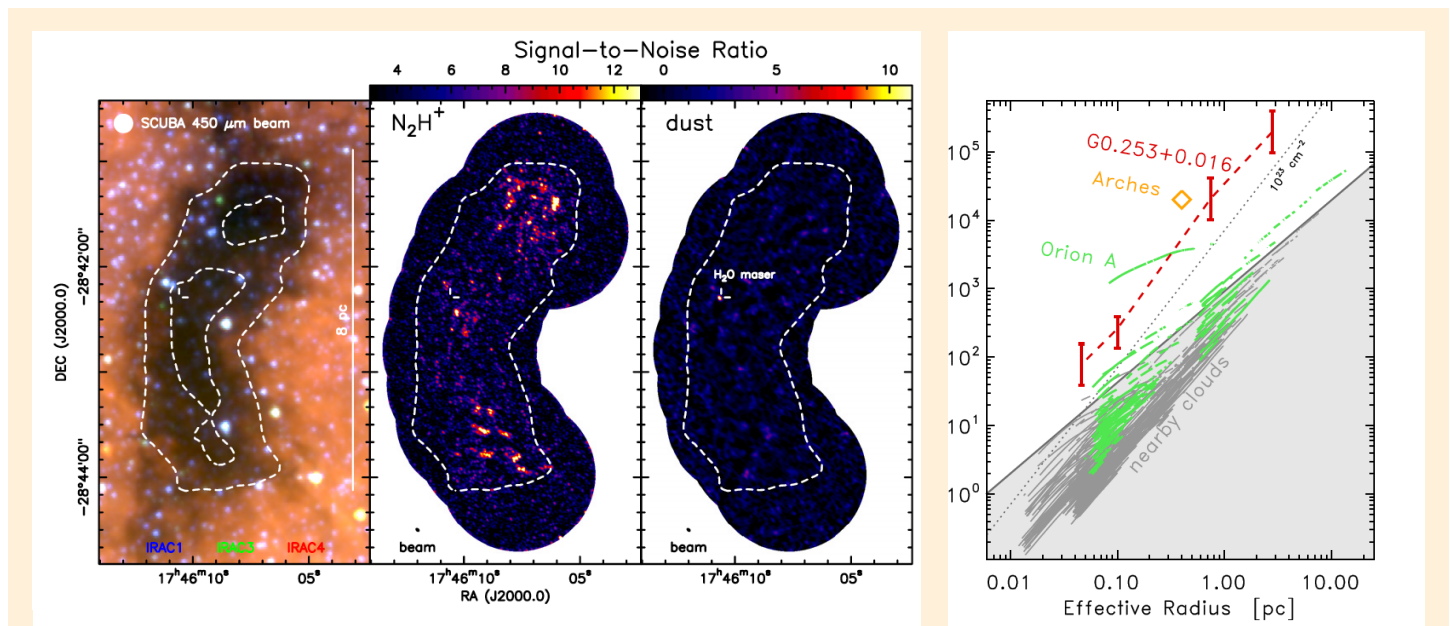 Signal-to-Noise Ratio
4 6 8 10 12 0 5 10
SCUBA 450 μm beam
N₂H⁺
dust
8 pc
H₂O maser
-28°42'00"
-28°44'00"
DEC (J2000.0)
IRAC1 IRAC3 IRAC4
beam
beam
17ʰ46ᵐ10ˢ 05ˢ 17ʰ46ᵐ10ˢ 05ˢ 17ʰ46ᵐ10ˢ 05ˢ
RA (J2000.0)
10⁵
10⁴
10³
10²
10¹
10⁰
G0.253+0.016
10²³ cm⁻²
Arches
Orion A
nearby clouds
0.01 0.10 1.00 10.00
Effective Radius [pc]